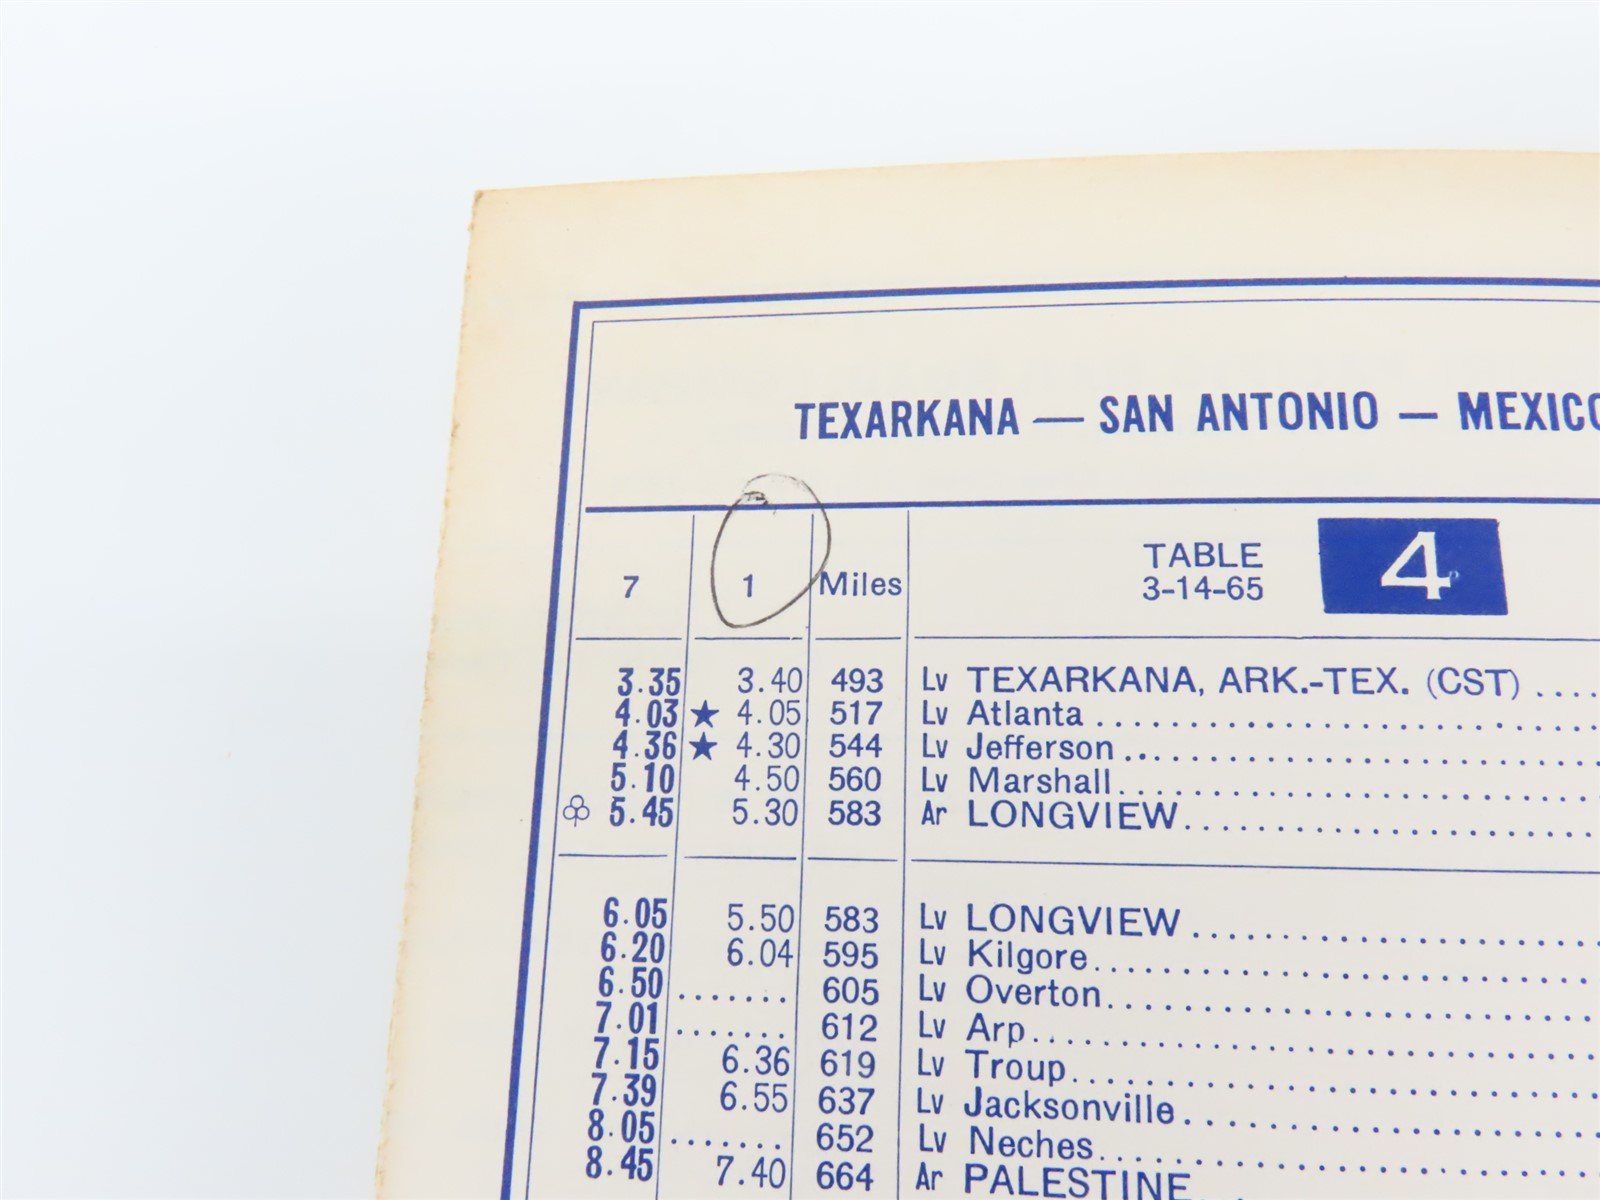 TEXARKANA — SAN ANTONIO — MEXICO
7 1 Miles TABLE 3-14-65 4
3.35 3.40 493 Lv TEXARKANA, ARK.-TEX. (CST) ....
4.03 ★ 4.05 517 Lv Atlanta ....
4.36 ★ 4.30 544 Lv Jefferson ....
5.10 4.50 560 Lv Marshall ....
♧ 5.45 5.30 583 Ar LONGVIEW ....
6.05 5.50 583 Lv LONGVIEW ....
6.20 6.04 595 Lv Kilgore ....
6.50 ....... 605 Lv Overton ....
7.01 ....... 612 Lv Arp ....
7.15 6.36 619 Lv Troup ....
7.39 6.55 637 Lv Jacksonville ....
8.05 ....... 652 Lv Neches ....
8.45 7.40 664 Ar PALESTINE ....